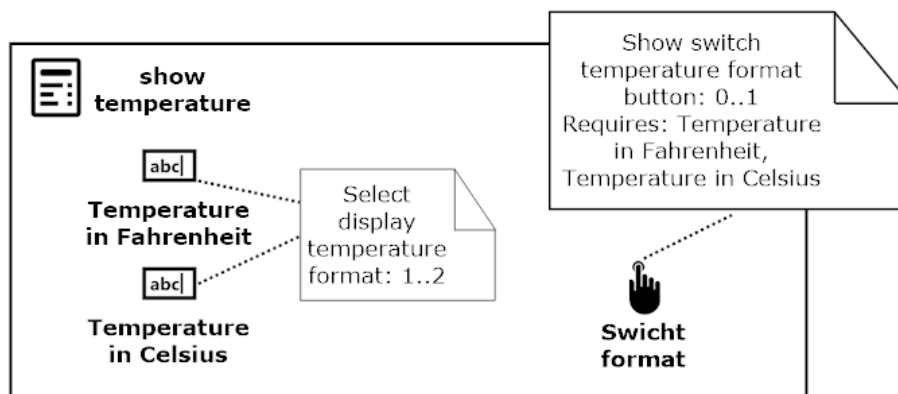 show
temperature
abc|
Temperature
in Fahrenheit
abc|
Temperature
in Celsius
Select
display
temperature
format: 1..2
Show switch
temperature format
button: 0..1
Requires: Temperature
in Fahrenheit,
Temperature in Celsius
Swicht
format